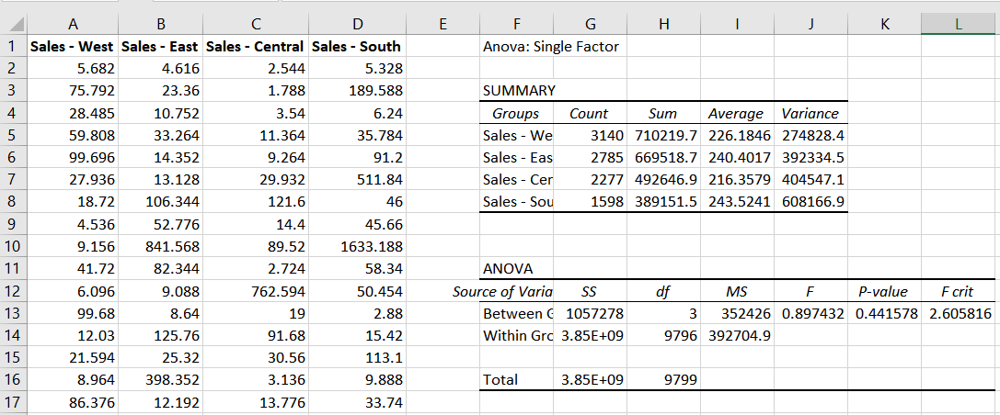 A B C D E F G H I J K L
1 Sales - West Sales - East Sales - Central Sales - South Anova: Single Factor
2 5.682 4.616 2.544 5.328
3 75.792 23.36 1.788 189.588 SUMMARY
4 28.485 10.752 3.54 6.24 Groups Count Sum Average Variance
5 59.808 33.264 11.364 35.784 Sales - We 3140 710219.7 226.1846 274828.4
6 99.696 14.352 9.264 91.2 Sales - Eas 2785 669518.7 240.4017 392334.5
7 27.936 13.128 29.932 511.84 Sales - Cer 2277 492646.9 216.3579 404547.1
8 18.72 106.344 121.6 46 Sales - Sou 1598 389151.5 243.5241 608166.9
9 4.536 52.776 14.4 45.66
10 9.156 841.568 89.52 1633.188
11 41.72 82.344 2.724 58.34 ANOVA
12 6.096 9.088 762.594 50.454 Source of Varia SS df MS F P-value F crit
13 99.68 8.64 19 2.88 Between G 1057278 3 352426 0.897432 0.441578 2.605816
14 12.03 125.76 91.68 15.42 Within Grc 3.85E+09 9796 392704.9
15 21.594 25.32 30.56 113.1
16 8.964 398.352 3.136 9.888 Total 3.85E+09 9799
17 86.376 12.192 13.776 33.74